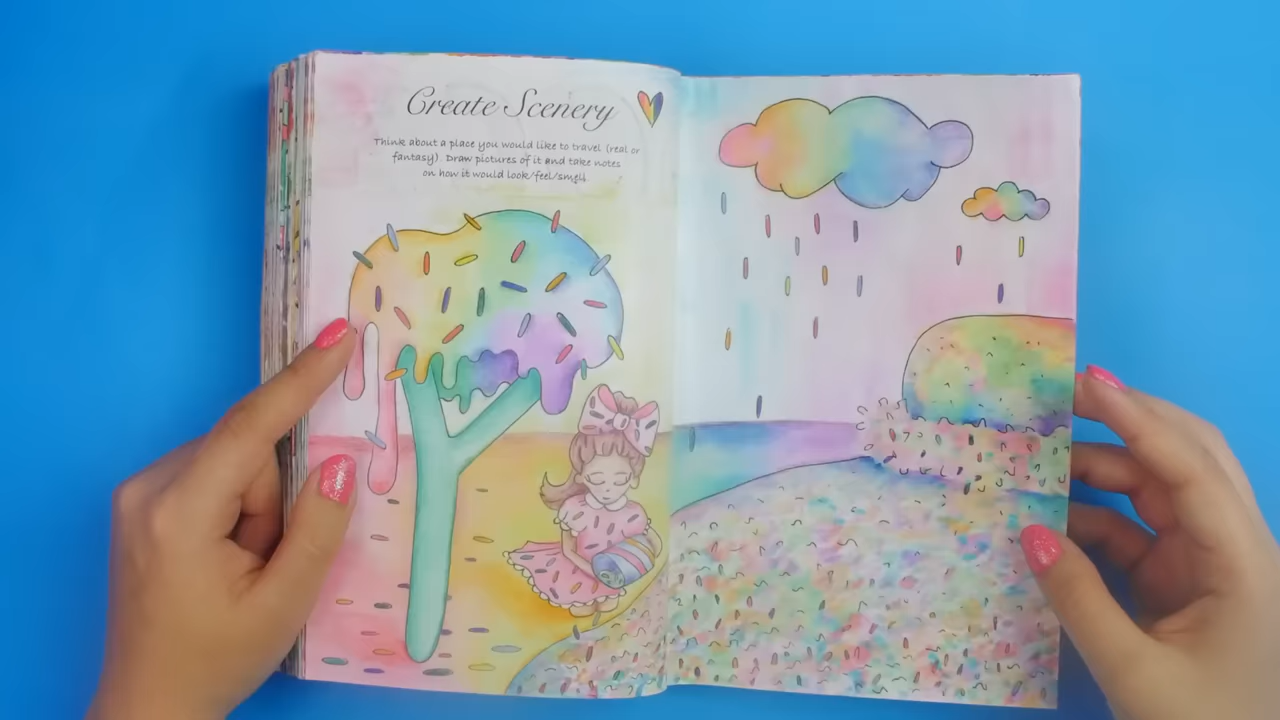 Create Scenery
Think about a place you would like to travel (real or
fantasy). Draw pictures of it and take notes
on how it would look/feel/smell.